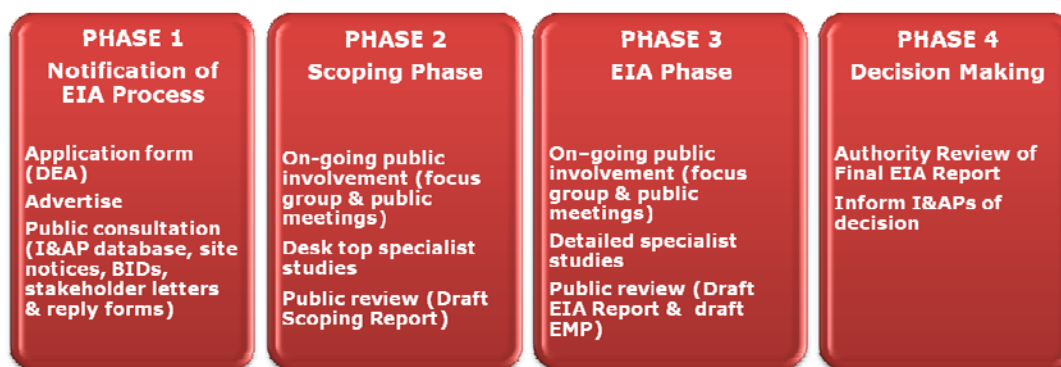 PHASE 1
Notification of
EIA Process
Application form
(DEA)
Advertise
Public consultation
(I&AP database, site
notices, BIDs,
stakeholder letters
& reply forms)
PHASE 2
Scoping Phase
On-going public
involvement (focus
group & public
meetings)
Desk top specialist
studies
Public review (Draft
Scoping Report)
PHASE 3
EIA Phase
On–going public
involvement (focus
group & public
meetings)
Detailed specialist
studies
Public review (Draft
EIA Report & draft
EMP)
PHASE 4
Decision Making
Authority Review of
Final EIA Report
Inform I&APs of
decision